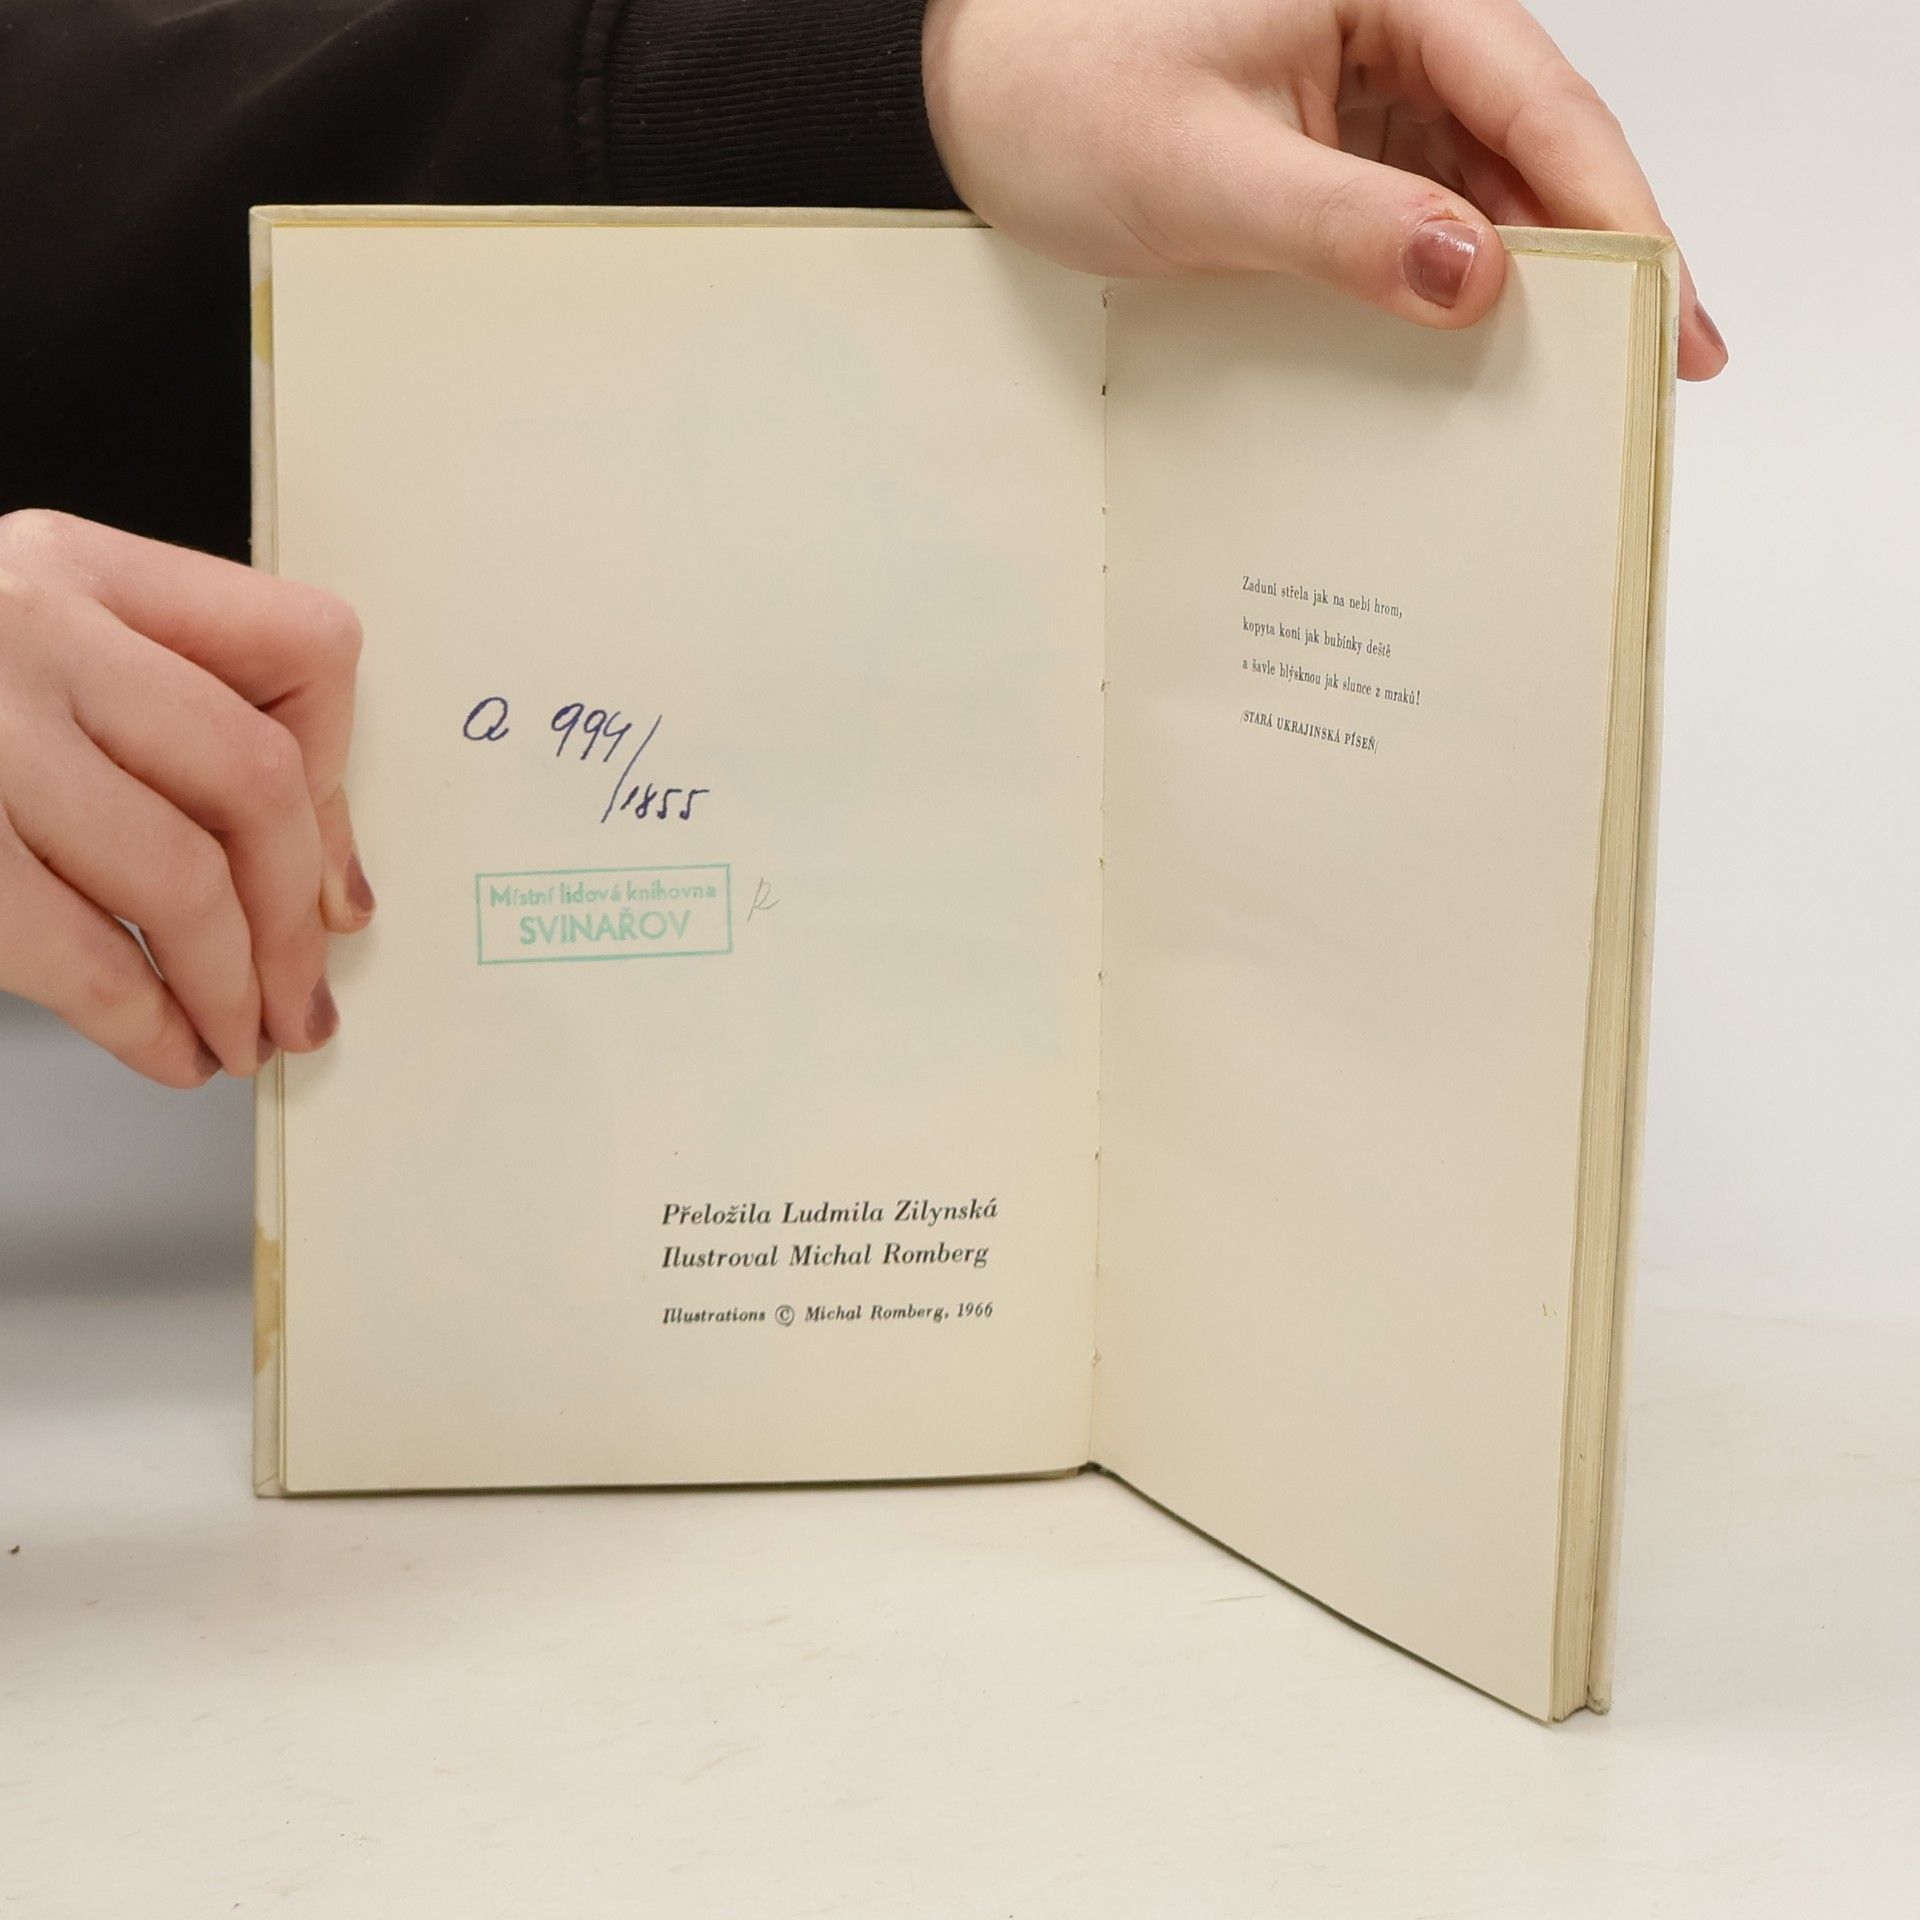 a 994/
/1855
Místní lidová knihovna
SVINAŘOV
R
Přeložila Ludmila Zilynská
Ilustroval Michal Romberg
Illustrations © Michal Romberg, 1966
Zaduní střela jak na nebi hrom,
kopyta koní jak bubínky deště
a šavle blýsknou jak slunce z mraků!
/STARÁ UKRAJINSKÁ PÍSEŇ/